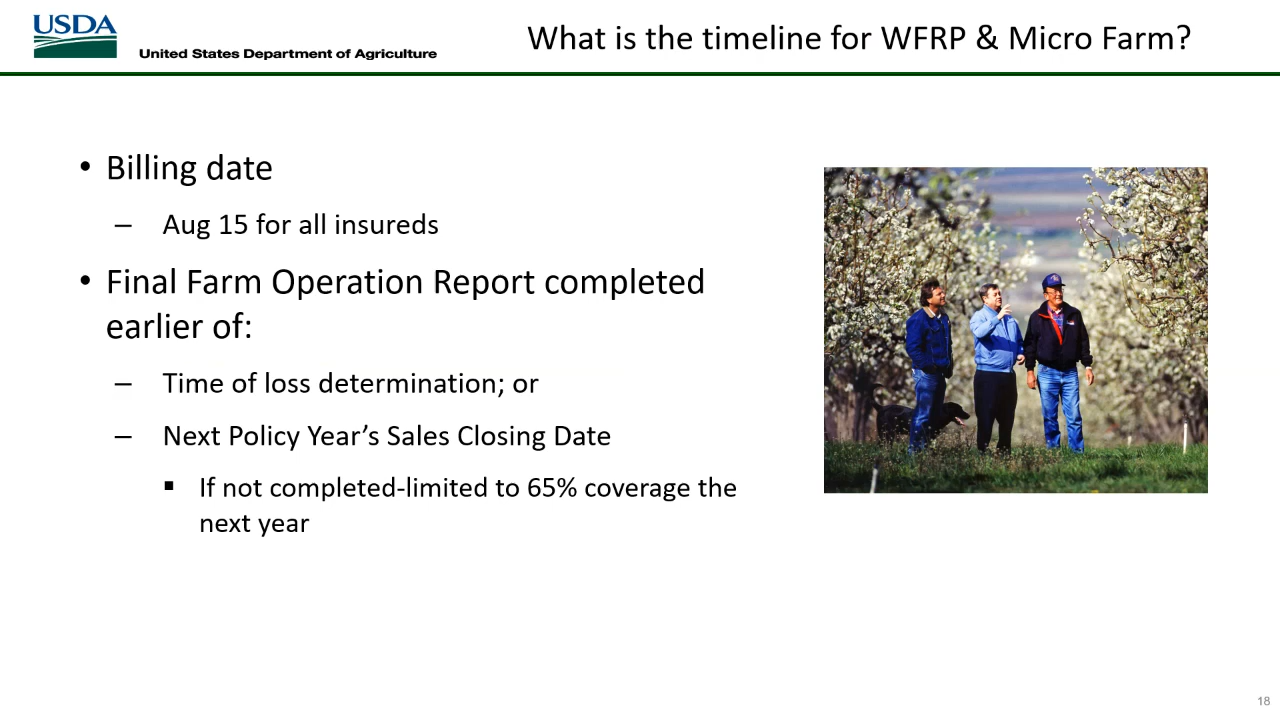 USDA
United States Department of Agriculture
What is the timeline for WFRP & Micro Farm?
• Billing date
– Aug 15 for all insureds
• Final Farm Operation Report completed
earlier of:
– Time of loss determination; or
– Next Policy Year’s Sales Closing Date
▪ If not completed-limited to 65% coverage the
next year
18